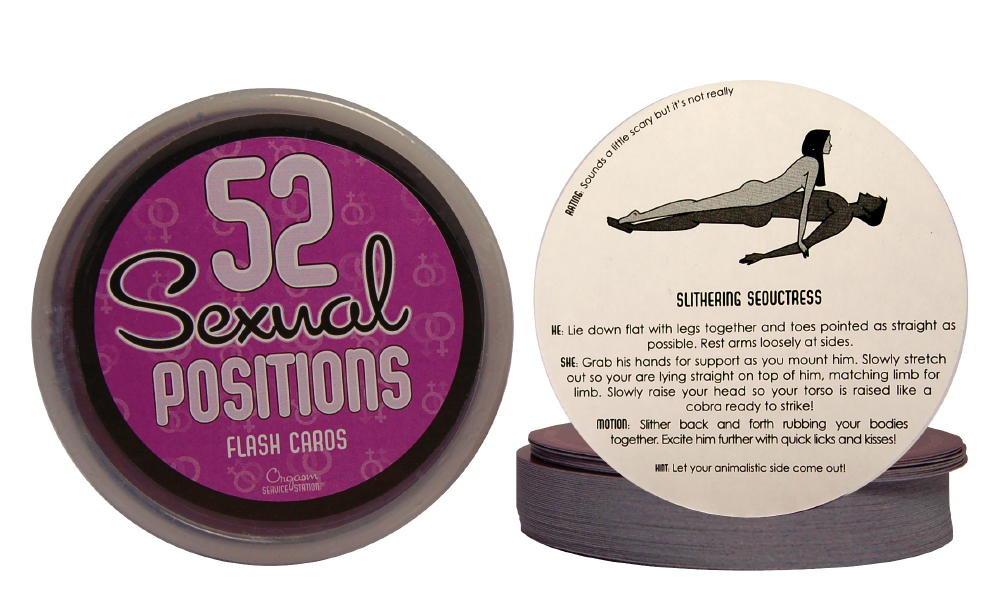 52
Sexual
POSITIONS
FLASH CARDS
Orgasm
SERVICE STATION
RATING: Sounds a little scary but it's not really
SLITHERING SEDUCTRESS
HE: Lie down flat with legs together and toes pointed as straight as
possible. Rest arms loosely at sides.
SHE: Grab his hands for support as you mount him. Slowly stretch
out so your are lying straight on top of him, matching limb for
limb. Slowly raise your head so your torso is raised like a
cobra ready to strike!
MOTION: Slither back and forth rubbing your bodies
together. Excite him further with quick licks and kisses!
HINT: Let your animalistic side come out!